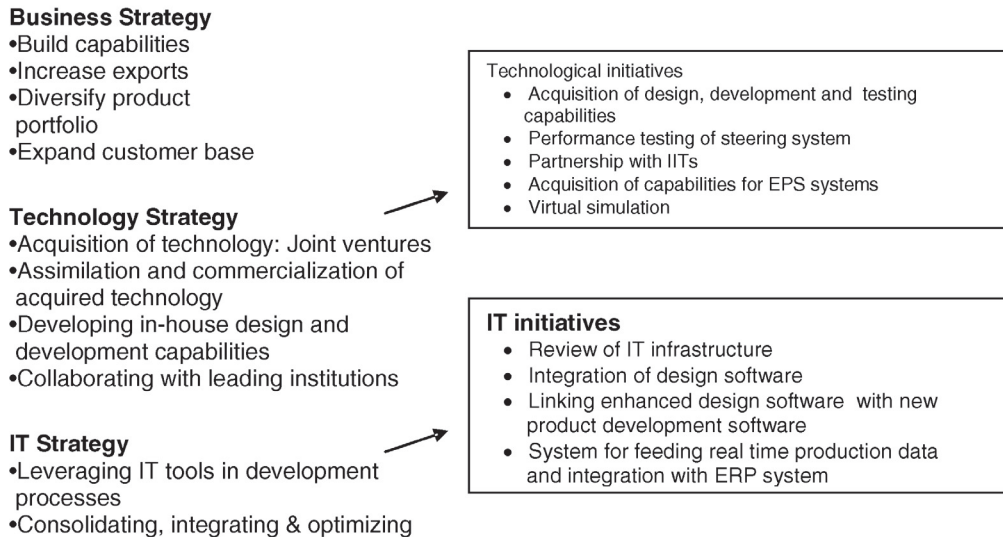 Business Strategy
•Build capabilities
•Increase exports
•Diversify product
portfolio
•Expand customer base
Technology Strategy
•Acquisition of technology: Joint ventures
•Assimilation and commercialization of
acquired technology
•Developing in-house design and
development capabilities
•Collaborating with leading institutions
IT Strategy
•Leveraging IT tools in development
processes
•Consolidating, integrating & optimizing
Technological initiatives
• Acquisition of design, development and testing
capabilities
• Performance testing of steering system
• Partnership with IITs
• Acquisition of capabilities for EPS systems
• Virtual simulation
IT initiatives
• Review of IT infrastructure
• Integration of design software
• Linking enhanced design software with new
product development software
• System for feeding real time production data
and integration with ERP system